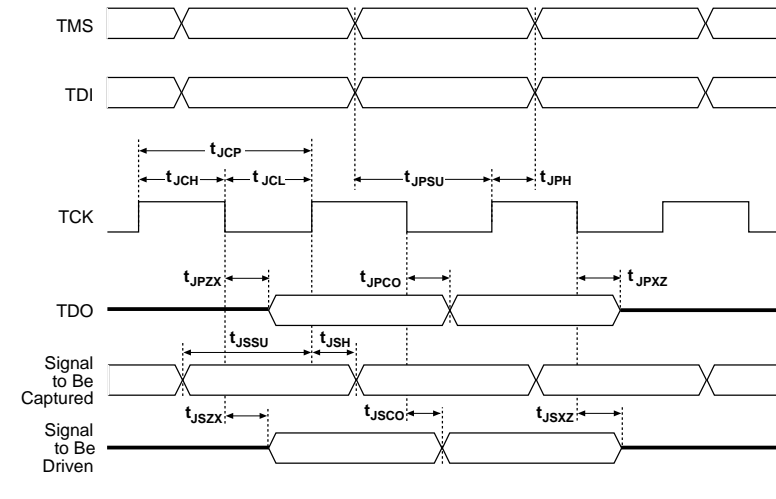 TMS
TDI
tJCP
tJCH
tJCL
tJPSU
tJPH
TCK
tJPZX
tJPCO
tJPXZ
TDO
tJSSU
tJSH
Signal
to Be
Captured
tJSZX
tJSCO
tJSXZ
Signal
to Be
Driven